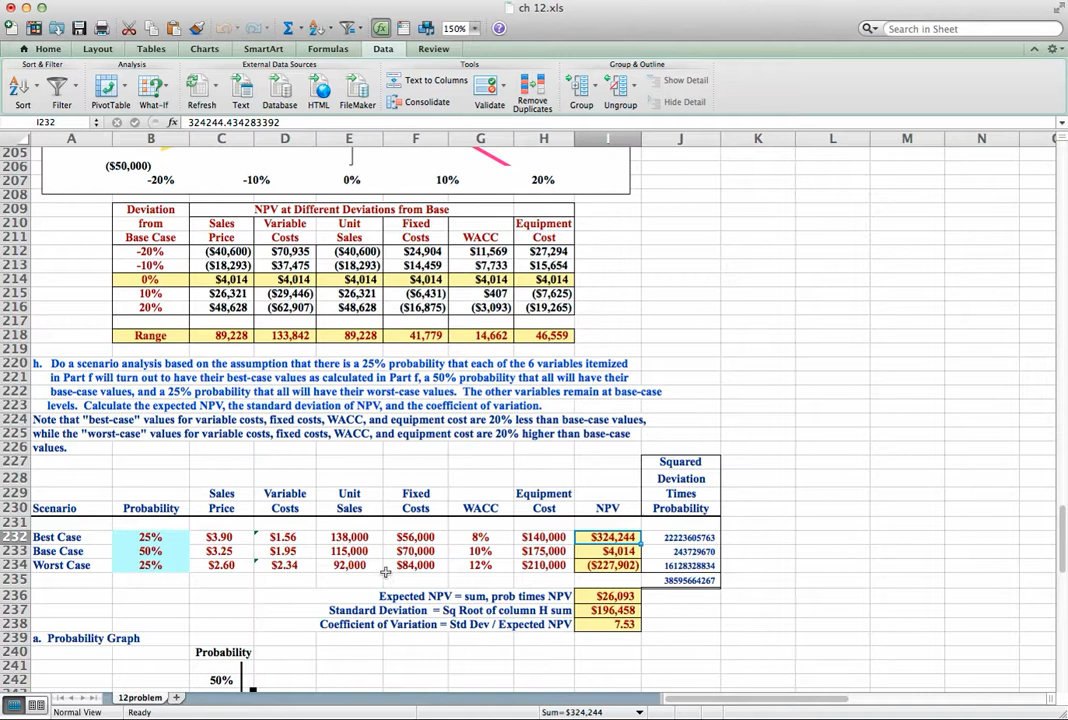 ch 12.xls
150%
Search in Sheet
Home Layout Tables Charts SmartArt Formulas Data Review
Sort & Filter Analysis External Data Sources Tools Group & Outline
Sort Filter PivotTable What-If Refresh Text Database HTML FileMaker Text to Columns Consolidate Validate Remove Duplicates Group Ungroup Show Detail Hide Detail
I232 fx 324244.434283392
A B C D E F G H I J K L M N
205
206 ($50,000)
207 -20% -10% 0% 10% 20%
208
209 Deviation NPV at Different Deviations from Base
210 from Sales Variable Unit Fixed Equipment
211 Base Case Price Costs Sales Costs WACC Cost
212 -20% ($40,600) $70,935 ($40,600) $24,904 $11,569 $27,294
213 -10% ($18,293) $37,475 ($18,293) $14,459 $7,733 $15,654
214 0% $4,014 $4,014 $4,014 $4,014 $4,014 $4,014
215 10% $26,321 ($29,446) $26,321 ($6,431) $407 ($7,625)
216 20% $48,628 ($62,907) $48,628 ($16,875) ($3,093) ($19,265)
217
218 Range 89,228 133,842 89,228 41,779 14,662 46,559
219
220 h. Do a scenario analysis based on the assumption that there is a 25% probability that each of the 6 variables itemized
221 in Part f will turn out to have their best-case values as calculated in Part f, a 50% probability that all will have their
222 base-case values, and a 25% probability that all will have their worst-case values. The other variables remain at base-case
223 levels. Calculate the expected NPV, the standard deviation of NPV, and the coefficient of variation.
224 Note that "best-case" values for variable costs, fixed costs, WACC, and equipment cost are 20% less than base-case values,
225 while the "worst-case" values for variable costs, fixed costs, WACC, and equipment cost are 20% higher than base-case
226 values.
227 Squared
228 Deviation
229 Sales Variable Unit Fixed Equipment Times
230 Scenario Probability Price Costs Sales Costs WACC Cost NPV Probability
231
232 Best Case 25% $3.90 $1.56 138,000 $56,000 8% $140,000 $324,244 22223605763
233 Base Case 50% $3.25 $1.95 115,000 $70,000 10% $175,000 $4,014 243729670
234 Worst Case 25% $2.60 $2.34 92,000 $84,000 12% $210,000 ($227,902) 16128328834
235 38595664267
236 Expected NPV = sum, prob times NPV $26,093
237 Standard Deviation = Sq Root of column H sum $196,458
238 Coefficient of Variation = Std Dev / Expected NPV 7.53
239 a. Probability Graph
240 Probability
241
242 50%
12problem
Normal View Ready Sum=$324,244